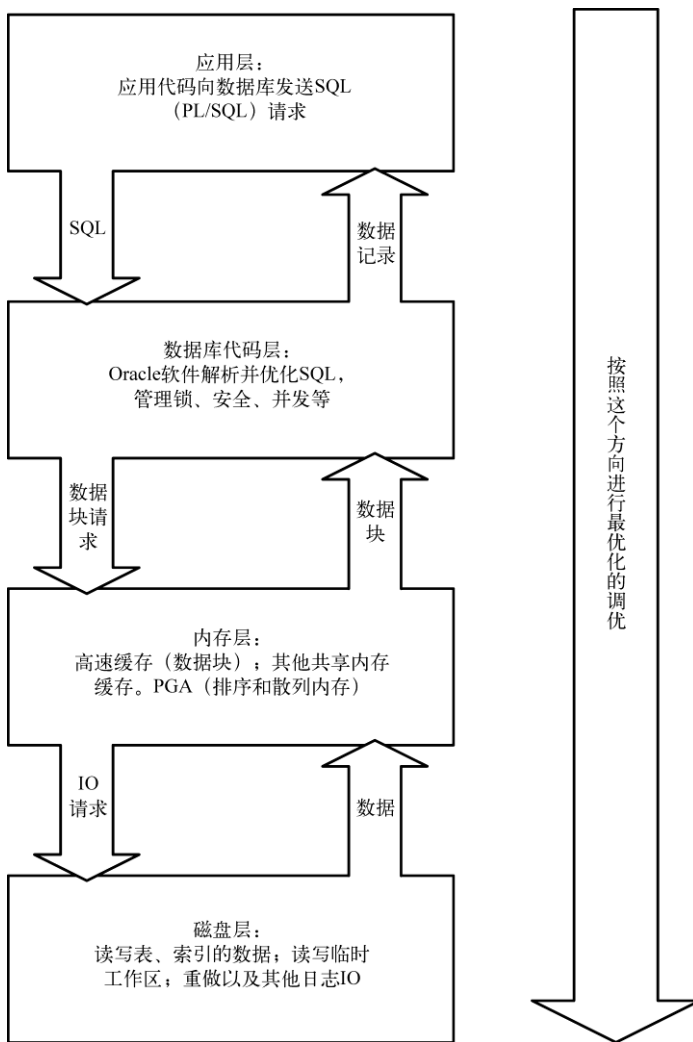 应用层：
应用代码向数据库发送SQL
（PL/SQL）请求
SQL
数据
记录
数据库代码层：
Oracle软件解析并优化SQL，
管理锁、安全、并发等
数据
块请
求
数据
块
内存层：
高速缓存（数据块）；其他共享内存
缓存。PGA（排序和散列内存）
IO
请求
数据
磁盘层：
读写表、索引的数据；读写临时
工作区；重做以及其他日志IO
按照这个方向进行最优化的调优